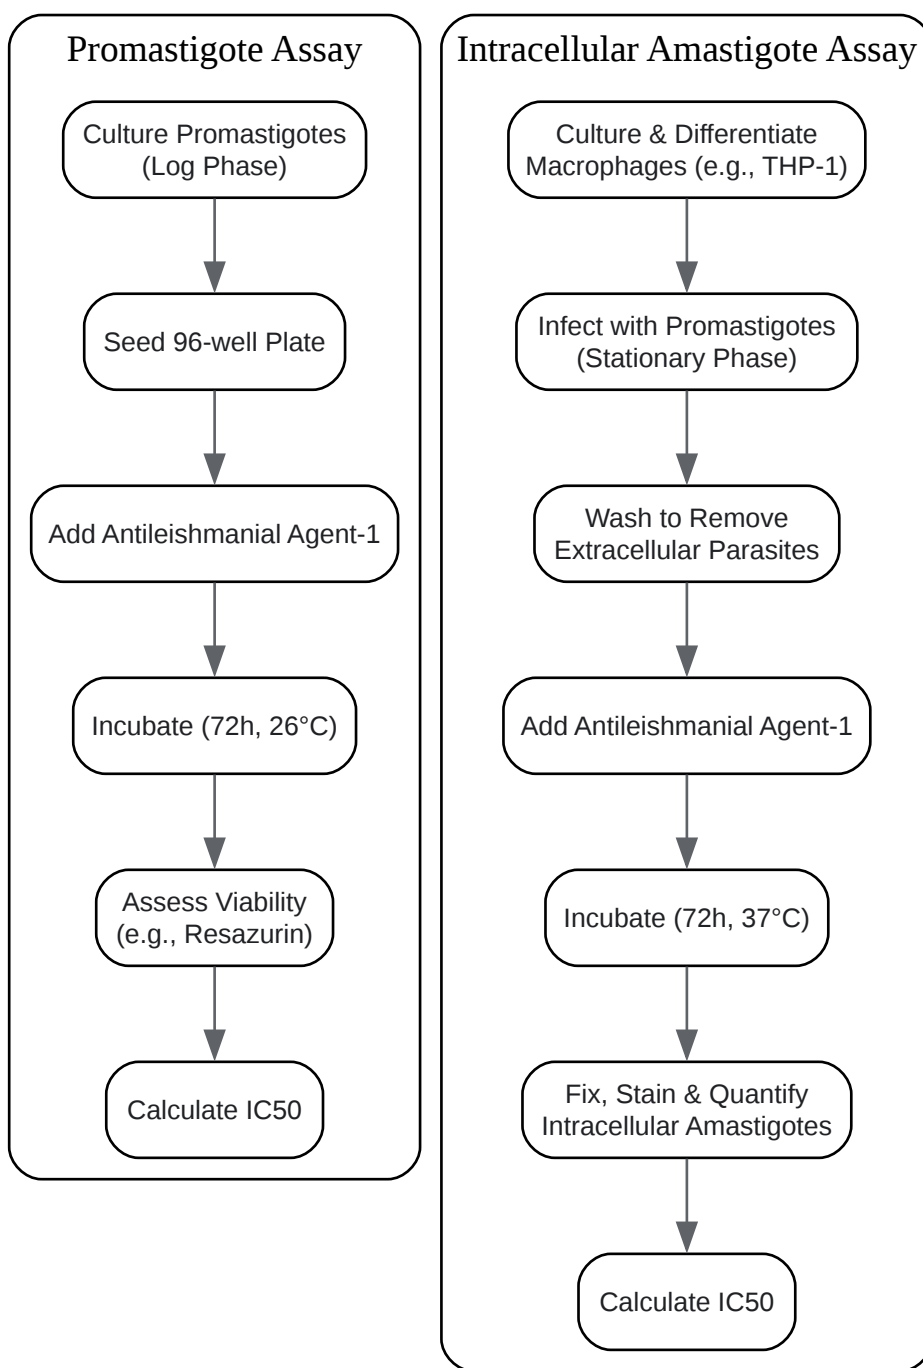 Promastigote Assay
Culture Promastigotes
(Log Phase)
Seed 96-well Plate
Add Antileishmanial Agent-1
Incubate (72h, 26°C)
Assess Viability
(e.g., Resazurin)
Calculate IC50
Intracellular Amastigote Assay
Culture & Differentiate
Macrophages (e.g., THP-1)
Infect with Promastigotes
(Stationary Phase)
Wash to Remove
Extracellular Parasites
Add Antileishmanial Agent-1
Incubate (72h, 37°C)
Fix, Stain & Quantify
Intracellular Amastigotes
Calculate IC50